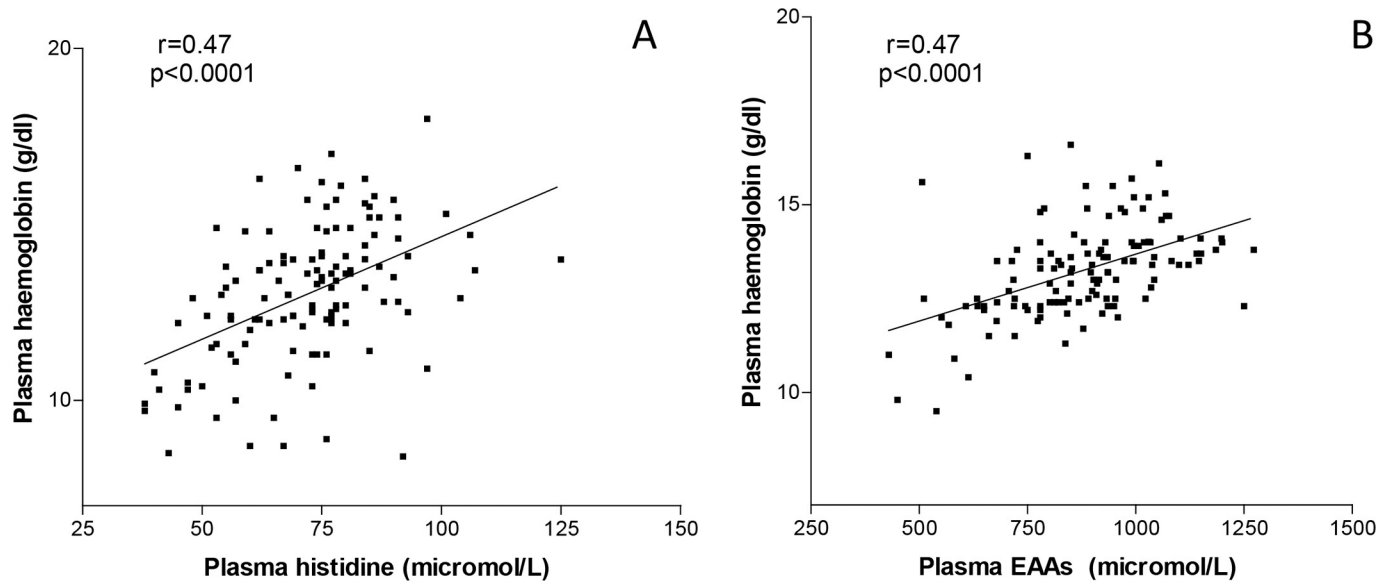 A
r=0.47
p<0.0001
20
10
Plasma haemoglobin (g/dl)
25 50 75 100 125 150
Plasma histidine (micromol/L)
B
r=0.47
p<0.0001
20
15
10
Plasma haemoglobin (g/dl)
250 500 750 1000 1250 1500
Plasma EAAs (micromol/L)